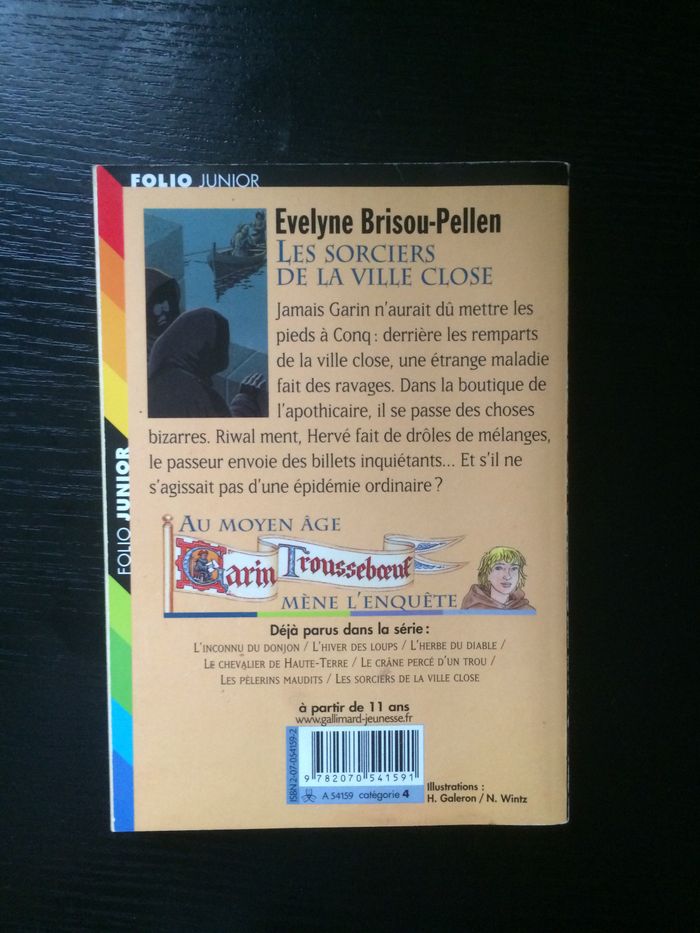 FOLIO JUNIOR
Evelyne Brisou-Pellen
LES SORCIERS
DE LA VILLE CLOSE
Jamais Garin n'aurait dû mettre les
pieds à Conq : derrière les remparts
de la ville close, une étrange maladie
fait des ravages. Dans la boutique de
l'apothicaire, il se passe des choses
bizarres. Riwal ment, Hervé fait de drôles de mélanges,
le passeur envoie des billets inquiétants... Et s'il ne
s'agissait pas d'une épidémie ordinaire ?
FOLIO JUNIOR
AU MOYEN ÂGE
Garin Troussebœuf
MÈNE L'ENQUÊTE
Déjà parus dans la série :
L'INCONNU DU DONJON / L'HIVER DES LOUPS / L'HERBE DU DIABLE /
LE CHEVALIER DE HAUTE-TERRE / LE CRÂNE PERCÉ D'UN TROU /
LES PÈLERINS MAUDITS / LES SORCIERS DE LA VILLE CLOSE
à partir de 11 ans
www.gallimard-jeunesse.fr
ISBN 2-07-054159-2
9 782070 541591
A 54159 catégorie 4
Illustrations :
H. Galeron / N. Wintz